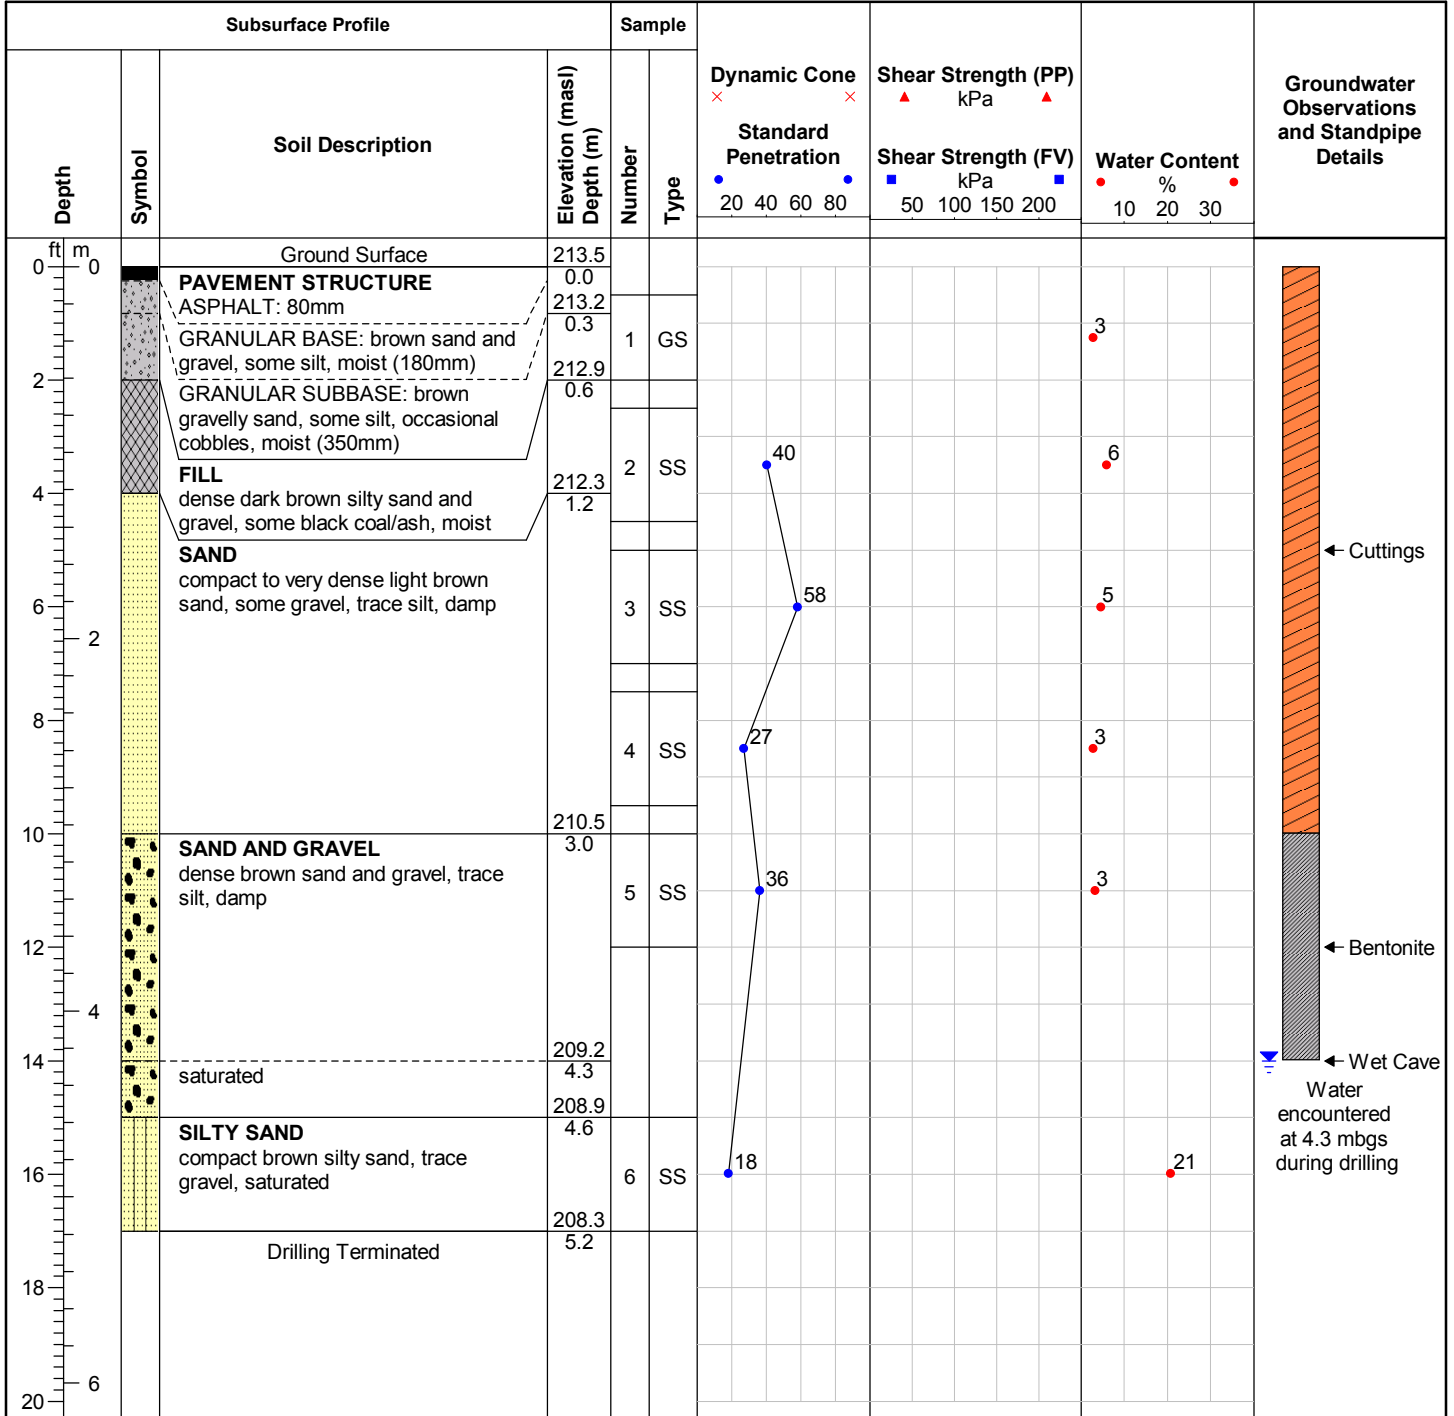 Subsurface Profile
Sample
Depth
Symbol
Soil Description
Elevation (masl)
Depth (m)
Number
Type
Dynamic Cone
Standard
Penetration
20 40 60 80
Shear Strength (PP)
kPa
Shear Strength (FV)
kPa
50 100 150 200
Water Content
%
10 20 30
Groundwater
Observations
and Standpipe
Details
ft m
0 0
2
4
6
2
8
10
12
4
14
16
18
6
20
Ground Surface
213.5
0.0
PAVEMENT STRUCTURE
ASPHALT: 80mm
213.2
0.3
GRANULAR BASE: brown sand and
gravel, some silt, moist (180mm)
212.9
0.6
GRANULAR SUBBASE: brown
gravelly sand, some silt, occasional
cobbles, moist (350mm)
FILL
dense dark brown silty sand and
gravel, some black coal/ash, moist
212.3
1.2
SAND
compact to very dense light brown
sand, some gravel, trace silt, damp
210.5
3.0
SAND AND GRAVEL
dense brown sand and gravel, trace
silt, damp
209.2
4.3
saturated
208.9
4.6
SILTY SAND
compact brown silty sand, trace
gravel, saturated
208.3
5.2
Drilling Terminated
1 GS
2 SS
3 SS
4 SS
5 SS
6 SS
40
58
27
36
18
3
6
5
3
3
21
Cuttings
Bentonite
Wet Cave
Water
encountered
at 4.3 mbgs
during drilling